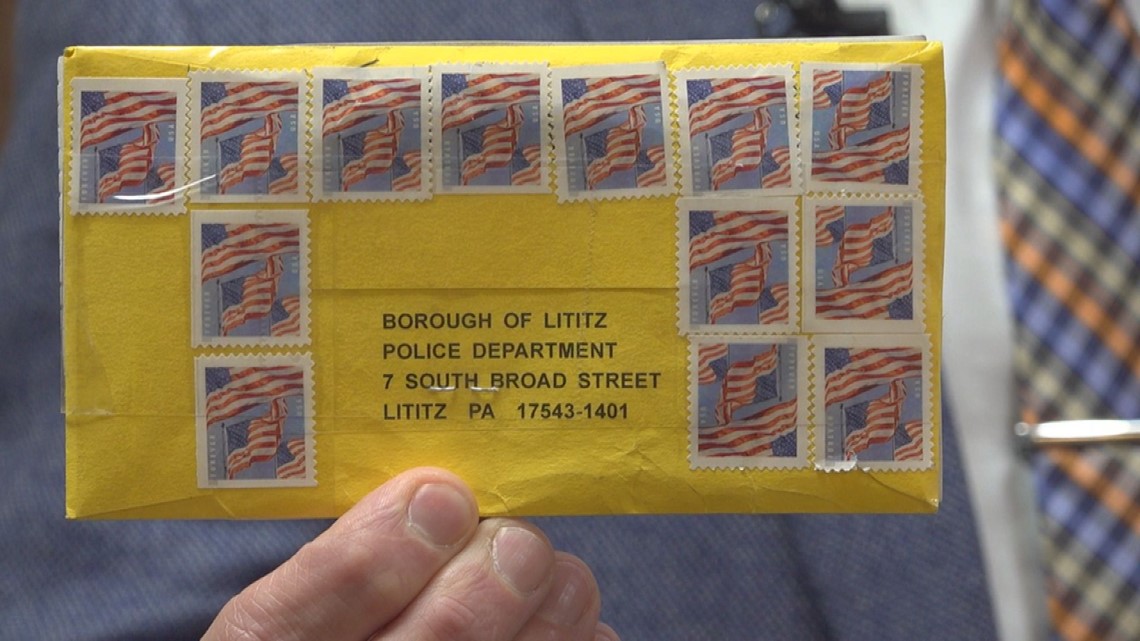 BOROUGH OF LITITZ
POLICE DEPARTMENT
7 SOUTH BROAD STREET
LITITZ PA 17543-1401